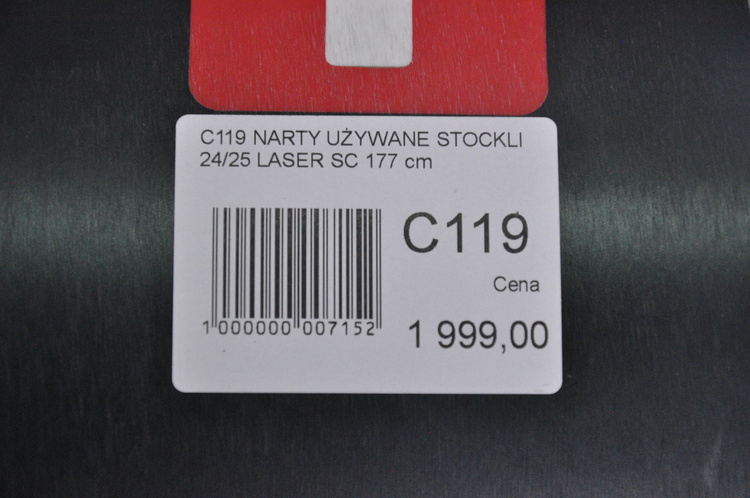 C119 NARTY UŻYWANE STOCKLI
24/25 LASER SC 177 cm
C119
Cena
1 000000 007152
1 999,00